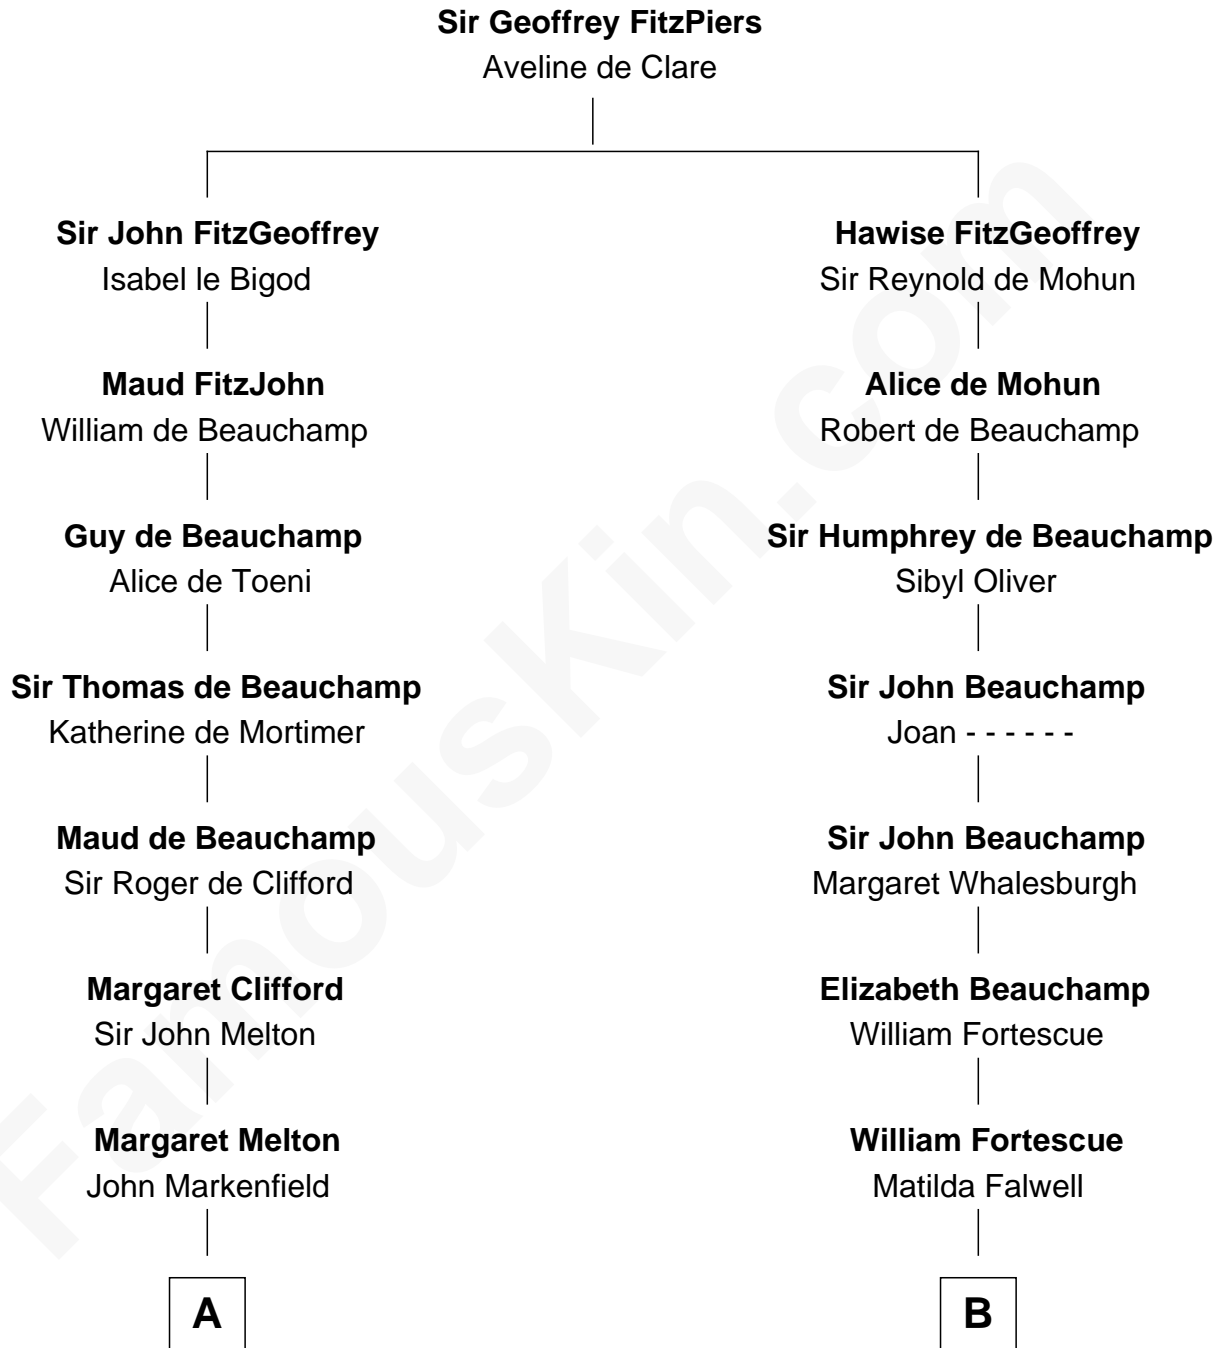 Sir Geoffrey FitzPiers
Aveline de Clare
Sir John FitzGeoffrey
Isabel le Bigod
Maud FitzJohn
William de Beauchamp
Guy de Beauchamp
Alice de Toeni
Sir Thomas de Beauchamp
Katherine de Mortimer
Maud de Beauchamp
Sir Roger de Clifford
Margaret Clifford
Sir John Melton
Margaret Melton
John Markenfield
A
Hawise FitzGeoffrey
Sir Reynold de Mohun
Alice de Mohun
Robert de Beauchamp
Sir Humphrey de Beauchamp
Sibyl Oliver
Sir John Beauchamp
Joan - - - - - -
Sir John Beauchamp
Margaret Whalesburgh
Elizabeth Beauchamp
William Fortescue
William Fortescue
Matilda Falwell
B
FamousKin.com